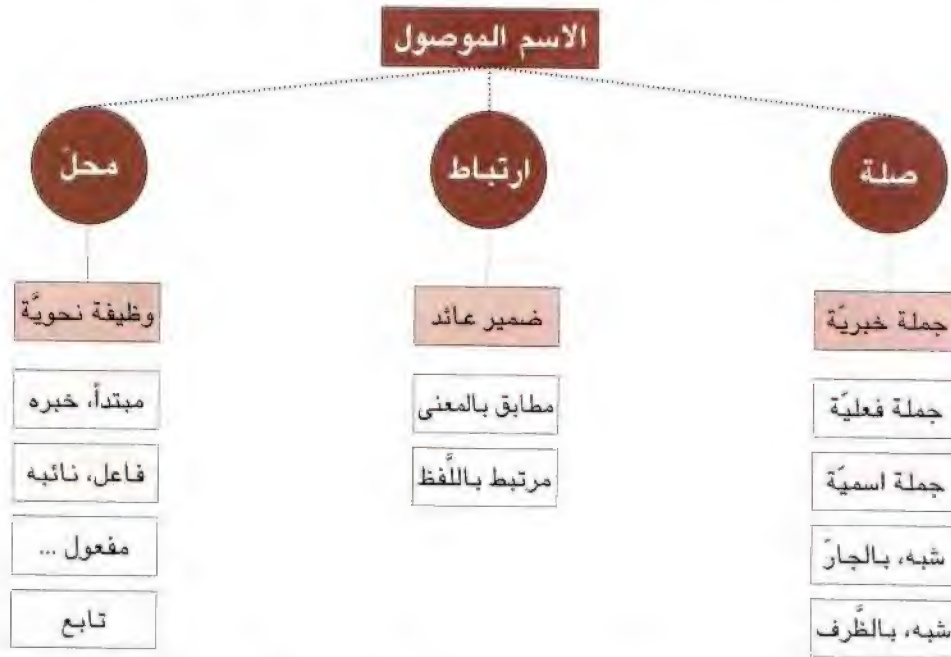 الاسم الموصول
صلة
ارتباط
محلّ
جملة خبريّة
ضمير عائد
وظيفة نحويَّة
جملة فعليّة
مطابق بالمعنى
مبتدأ، خبره
جملة اسميّة
مرتبط باللَّفظ
فاعل، نائبه
شبه، بالجارّ
مفعول ...
شبه، بالظَّرف
تابع